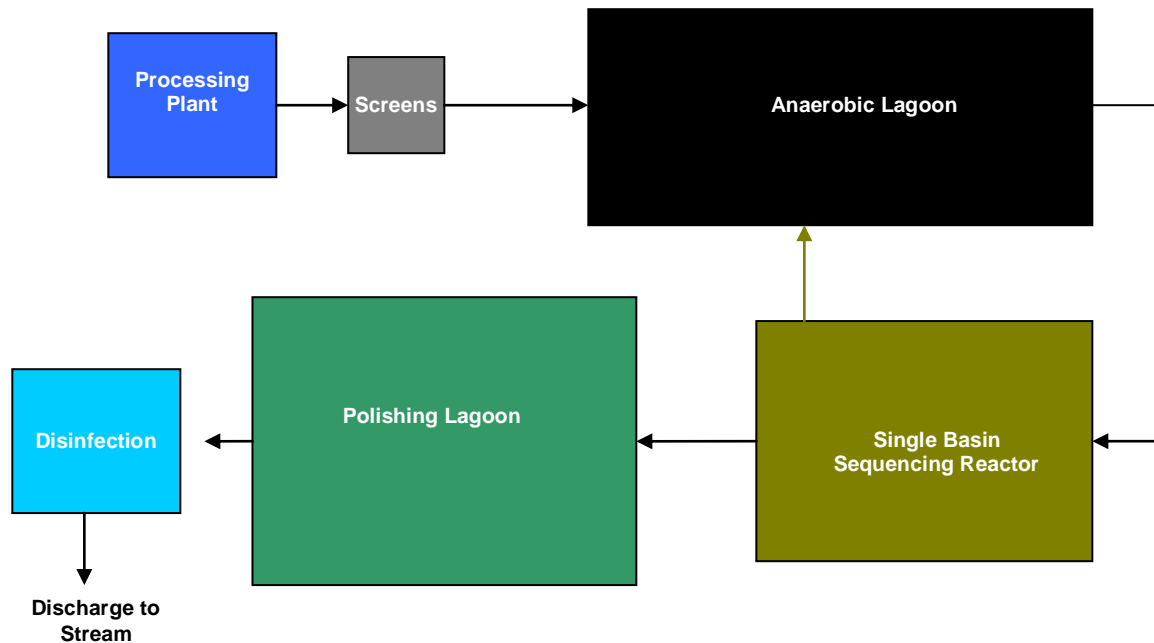 Processing
Plant
Screens
Anaerobic Lagoon
Disinfection
Polishing Lagoon
Single Basin
Sequencing Reactor
Discharge to
Stream